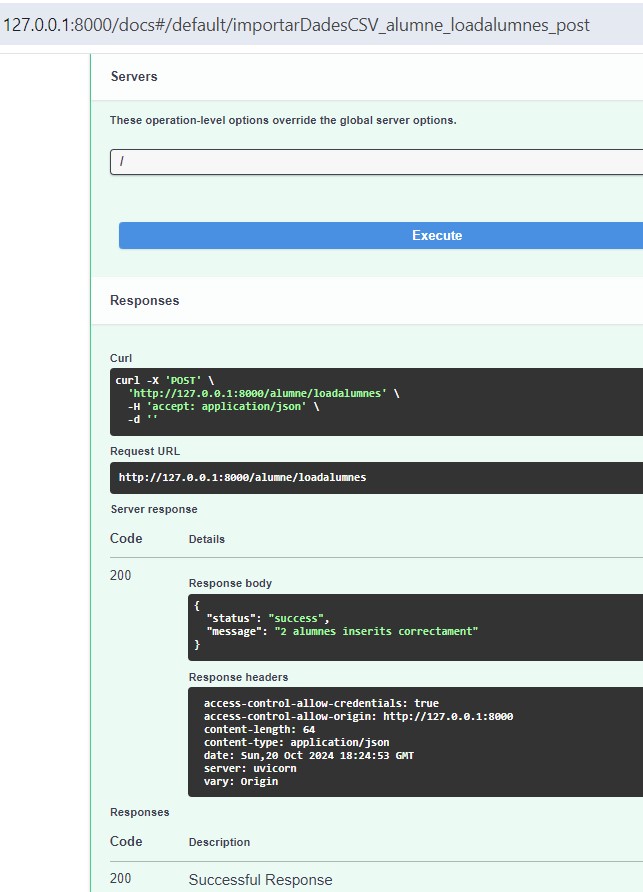 127.0.0.1:8000/docs#/default/importarDadesCSV_alumne_loadalumnes_post
Servers
These operation-level options override the global server options.
/
Execute
Responses
Curl
curl -X 'POST' \
'http://127.0.0.1:8000/alumne/loadalumnes' \
-H 'accept: application/json' \
-d ''
Request URL
http://127.0.0.1:8000/alumne/loadalumnes
Server response
Code Details
200
Response body
{
"status": "success",
"message": "2 alumnes inserits correctament"
}
Response headers
access-control-allow-credentials: true
access-control-allow-origin: http://127.0.0.1:8000
content-length: 64
content-type: application/json
date: Sun,20 Oct 2024 18:24:53 GMT
server: uvicorn
vary: Origin
Responses
Code Description
200 Successful Response